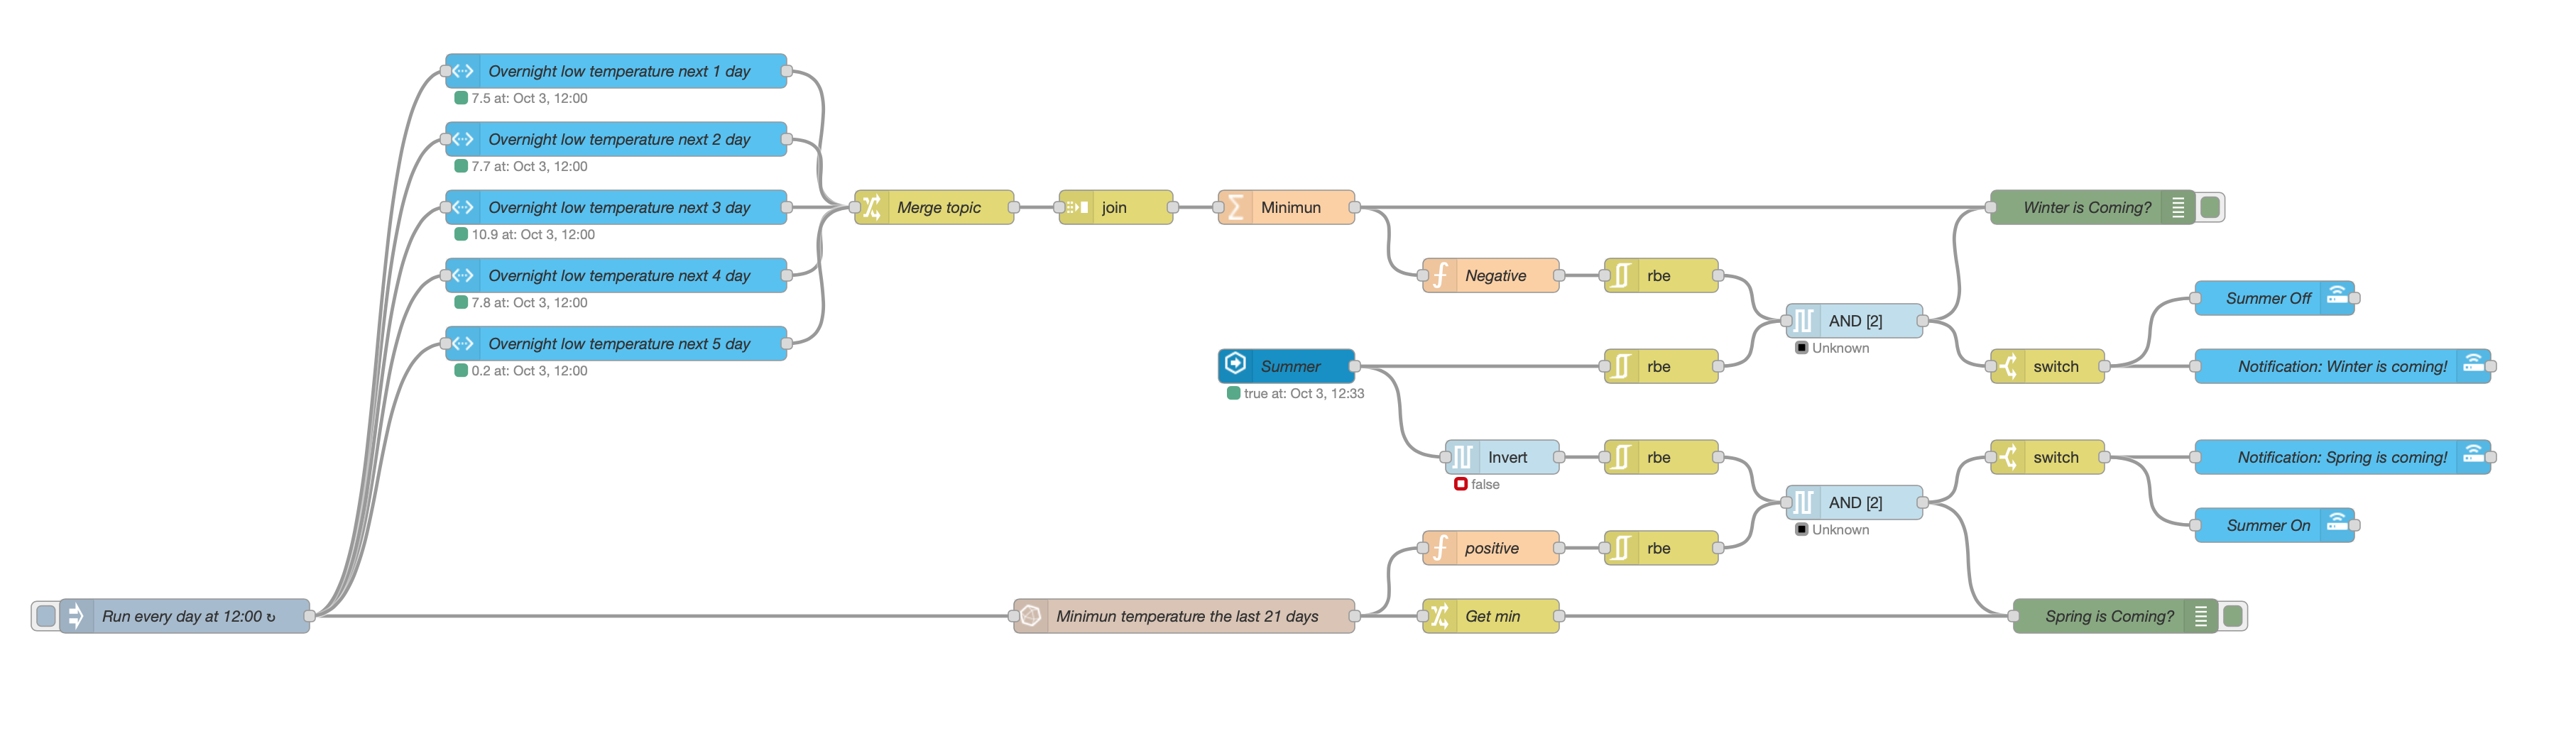 Overnight low temperature next 1 day
7.5 at: Oct 3, 12:00
Overnight low temperature next 2 day
7.7 at: Oct 3, 12:00
Overnight low temperature next 3 day
10.9 at: Oct 3, 12:00
Overnight low temperature next 4 day
7.8 at: Oct 3, 12:00
Overnight low temperature next 5 day
0.2 at: Oct 3, 12:00
Merge topic
join
Minimun
Winter is Coming?
Negative
rbe
AND [2]
Unknown
Summer Off
Summer
true at: Oct 3, 12:33
rbe
switch
Notification: Winter is coming!
Invert
false
rbe
switch
Notification: Spring is coming!
AND [2]
Unknown
Summer On
positive
rbe
Run every day at 12:00 ↻
Minimun temperature the last 21 days
Get min
Spring is Coming?